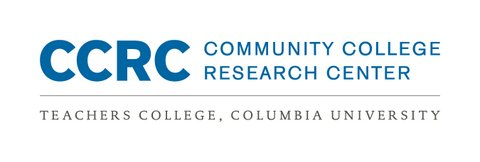 CCRC COMMUNITY COLLEGE
RESEARCH CENTER
TEACHERS COLLEGE, COLUMBIA UNIVERSITY